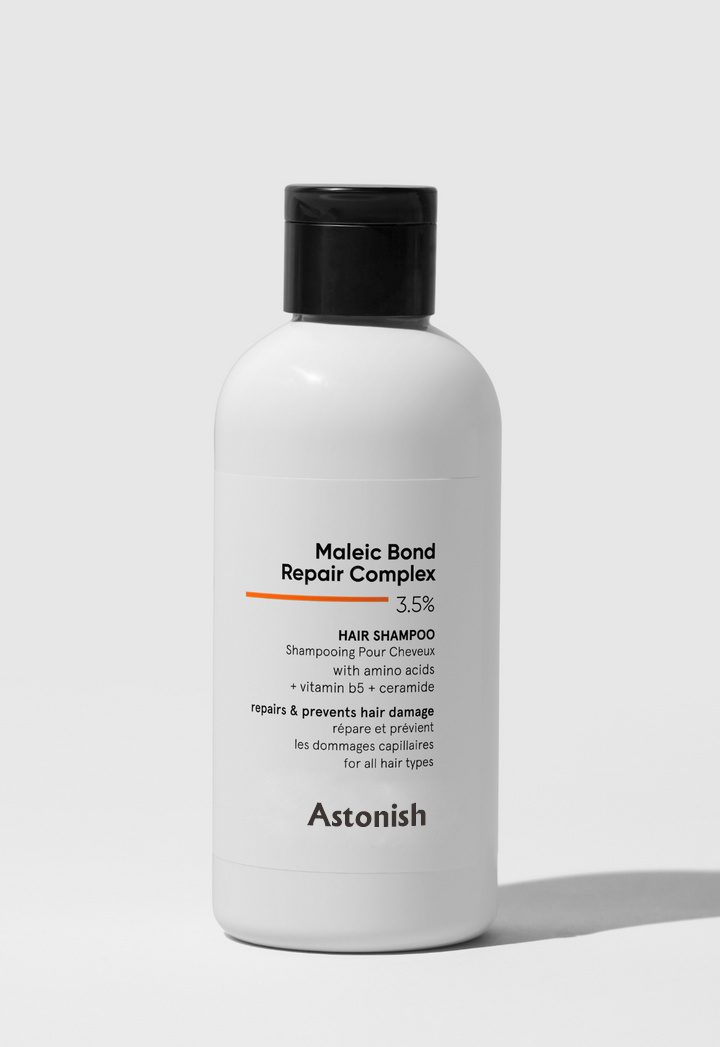 Maleic Bond
Repair Complex
3.5%
HAIR SHAMPOO
Shampooing Pour Cheveux
with amino acids
+ vitamin b5 + ceramide
repairs & prevents hair damage
répare et prévient
les dommages capillaires
for all hair types
Astonish